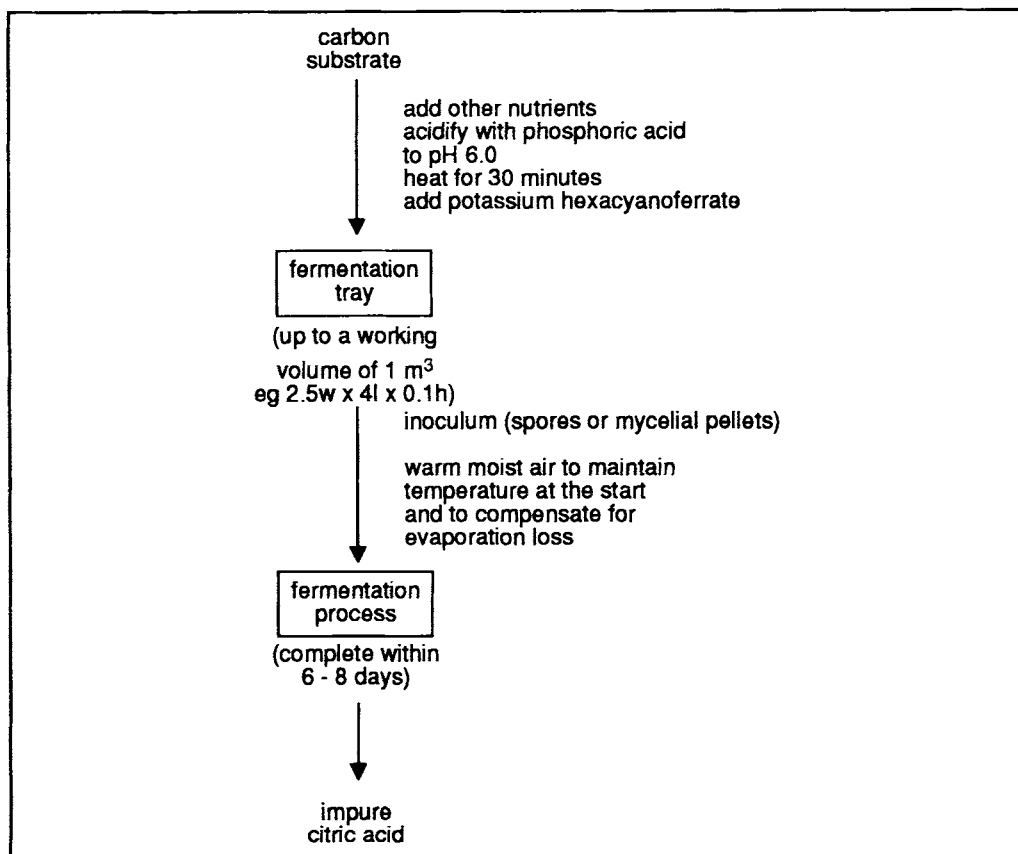 carbon
substrate
add other nutrients
acidify with phosphoric acid
to pH 6.0
heat for 30 minutes
add potassium hexacyanoferrate
fermentation
tray
(up to a working
volume of 1 m³
eg 2.5w x 4l x 0.1h)
inoculum (spores or mycelial pellets)
warm moist air to maintain
temperature at the start
and to compensate for
evaporation loss
fermentation
process
(complete within
6 - 8 days)
impure
citric acid